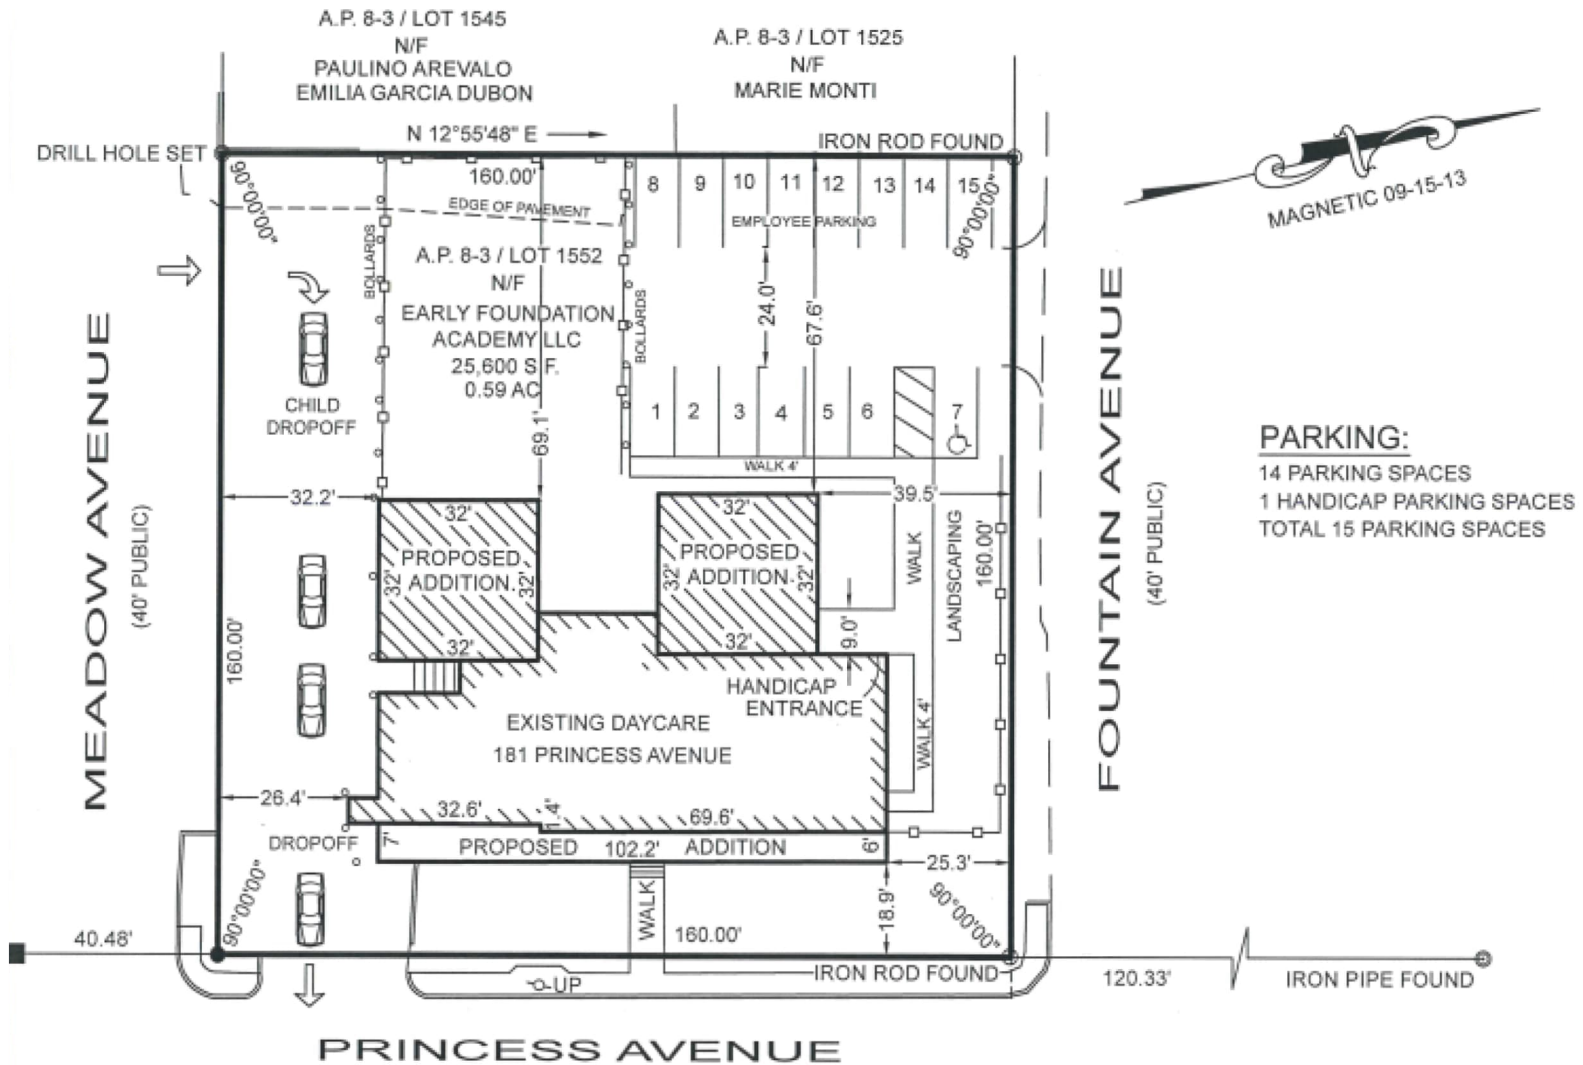 A.P. 8-3 / LOT 1545
N/F
PAULINO AREVALO
EMILIA GARCIA DUBON
A.P. 8-3 / LOT 1525
N/F
MARIE MONTI
N 12°55'48" E
IRON ROD FOUND
DRILL HOLE SET
90°00'00"
160.00'
EDGE OF PAVEMENT
8 9 10 11 12 13 14 15
90°00'00"
EMPLOYEE PARKING
MAGNETIC 09-15-13
BOLLARDS
A.P. 8-3 / LOT 1552
N/F
EARLY FOUNDATION
ACADEMY LLC
25,600 S.F.
0.59 AC
BOLLARDS
24.0'
67.6'
69.1'
CHILD
DROPOFF
1 2 3 4 5 6 7
WALK 4'
MEADOW AVENUE
(40' PUBLIC)
FOUNTAIN AVENUE
(40' PUBLIC)
PARKING:
14 PARKING SPACES
1 HANDICAP PARKING SPACES
TOTAL 15 PARKING SPACES
32.2'
39.5'
32'
PROPOSED
ADDITION
32'
32'
32'
32'
PROPOSED
ADDITION
32'
32'
32'
WALK
LANDSCAPING
160.00'
9.0'
160.00'
HANDICAP
ENTRANCE
EXISTING DAYCARE
181 PRINCESS AVENUE
WALK 4'
26.4'
32.6'
1.4'
69.6'
DROPOFF
7'
PROPOSED
102.2'
ADDITION
6'
25.3'
90°00'00"
WALK
18.9'
90°00'00"
40.48'
160.00'
IRON ROD FOUND
120.33'
IRON PIPE FOUND
UP
PRINCESS AVENUE